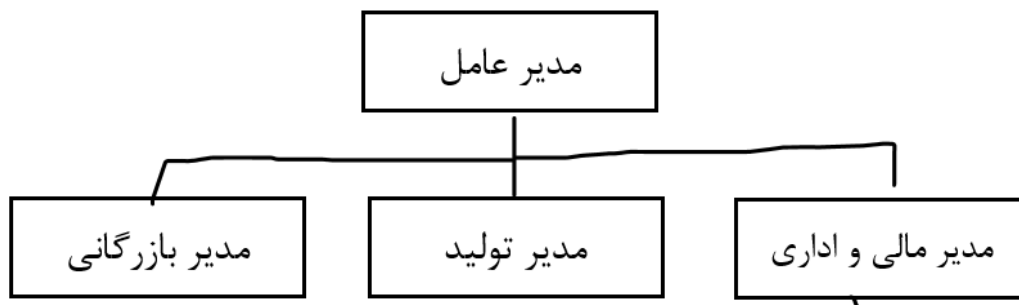 مدیر عامل
مدیر مالی و اداری
مدیر تولید
مدیر بازرگانی